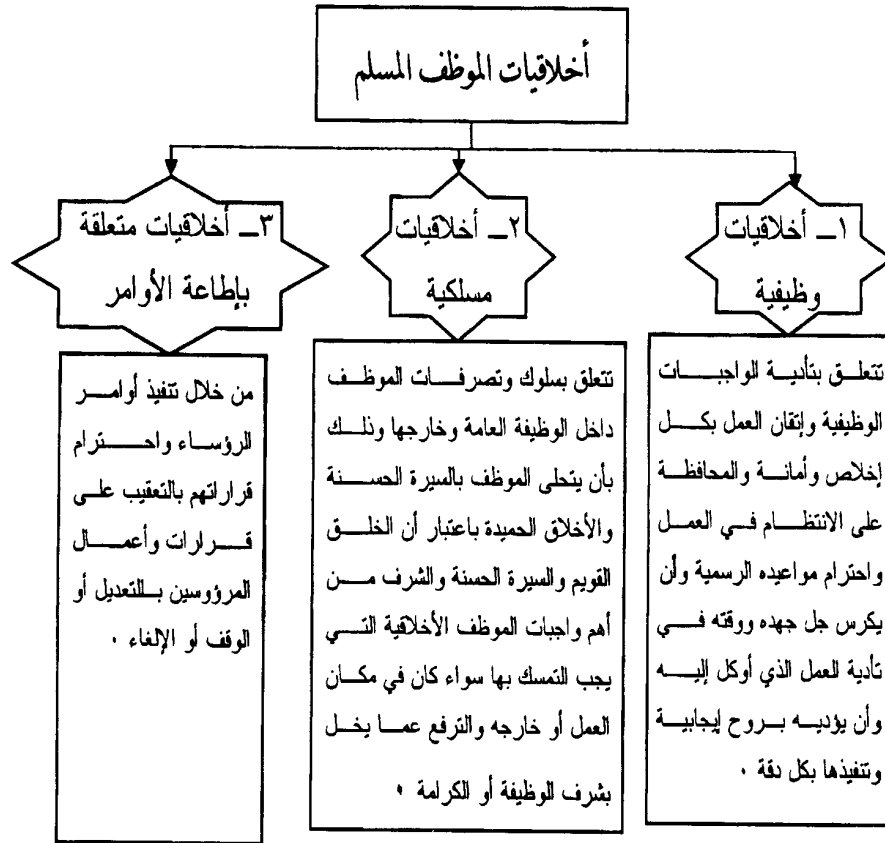 أخلاقيات الموظف المسلم
١ــ أخلاقيات
وظيفية
٢ــ أخلاقيات
مسلكية
٣ــ أخلاقيات متعلقة
بإطاعة الأوامر
تتعلق بتأدية الواجبات
الوظيفية وإتقان العمل بكل
إخلاص وأمانة والمحافظة
على الانتظام في العمل
واحترام مواعيده الرسمية وأن
يكرس جل جهده ووقته في
تأدية العمل الذي أوكل إليه
وأن يؤديه بروح إيجابية
وتنفيذها بكل دقة .
تتعلق بسلوك وتصرفات الموظف
داخل الوظيفة العامة وخارجها وذلك
بأن يتحلى الموظف بالسيرة الحسنة
والأخلاق الحميدة باعتبار أن الخلق
القويم والسيرة الحسنة والشرف من
أهم واجبات الموظف الأخلاقية التي
يجب التمسك بها سواء كان في مكان
العمل أو خارجه والترفع عما يخل
بشرف الوظيفة أو الكرامة .
من خلال تنفيذ أوامر
الرؤساء واحترام
قراراتهم بالتعقيب على
قرارات وأعمال
المرؤوسين بالتعديل أو
الوقف أو الإلغاء .